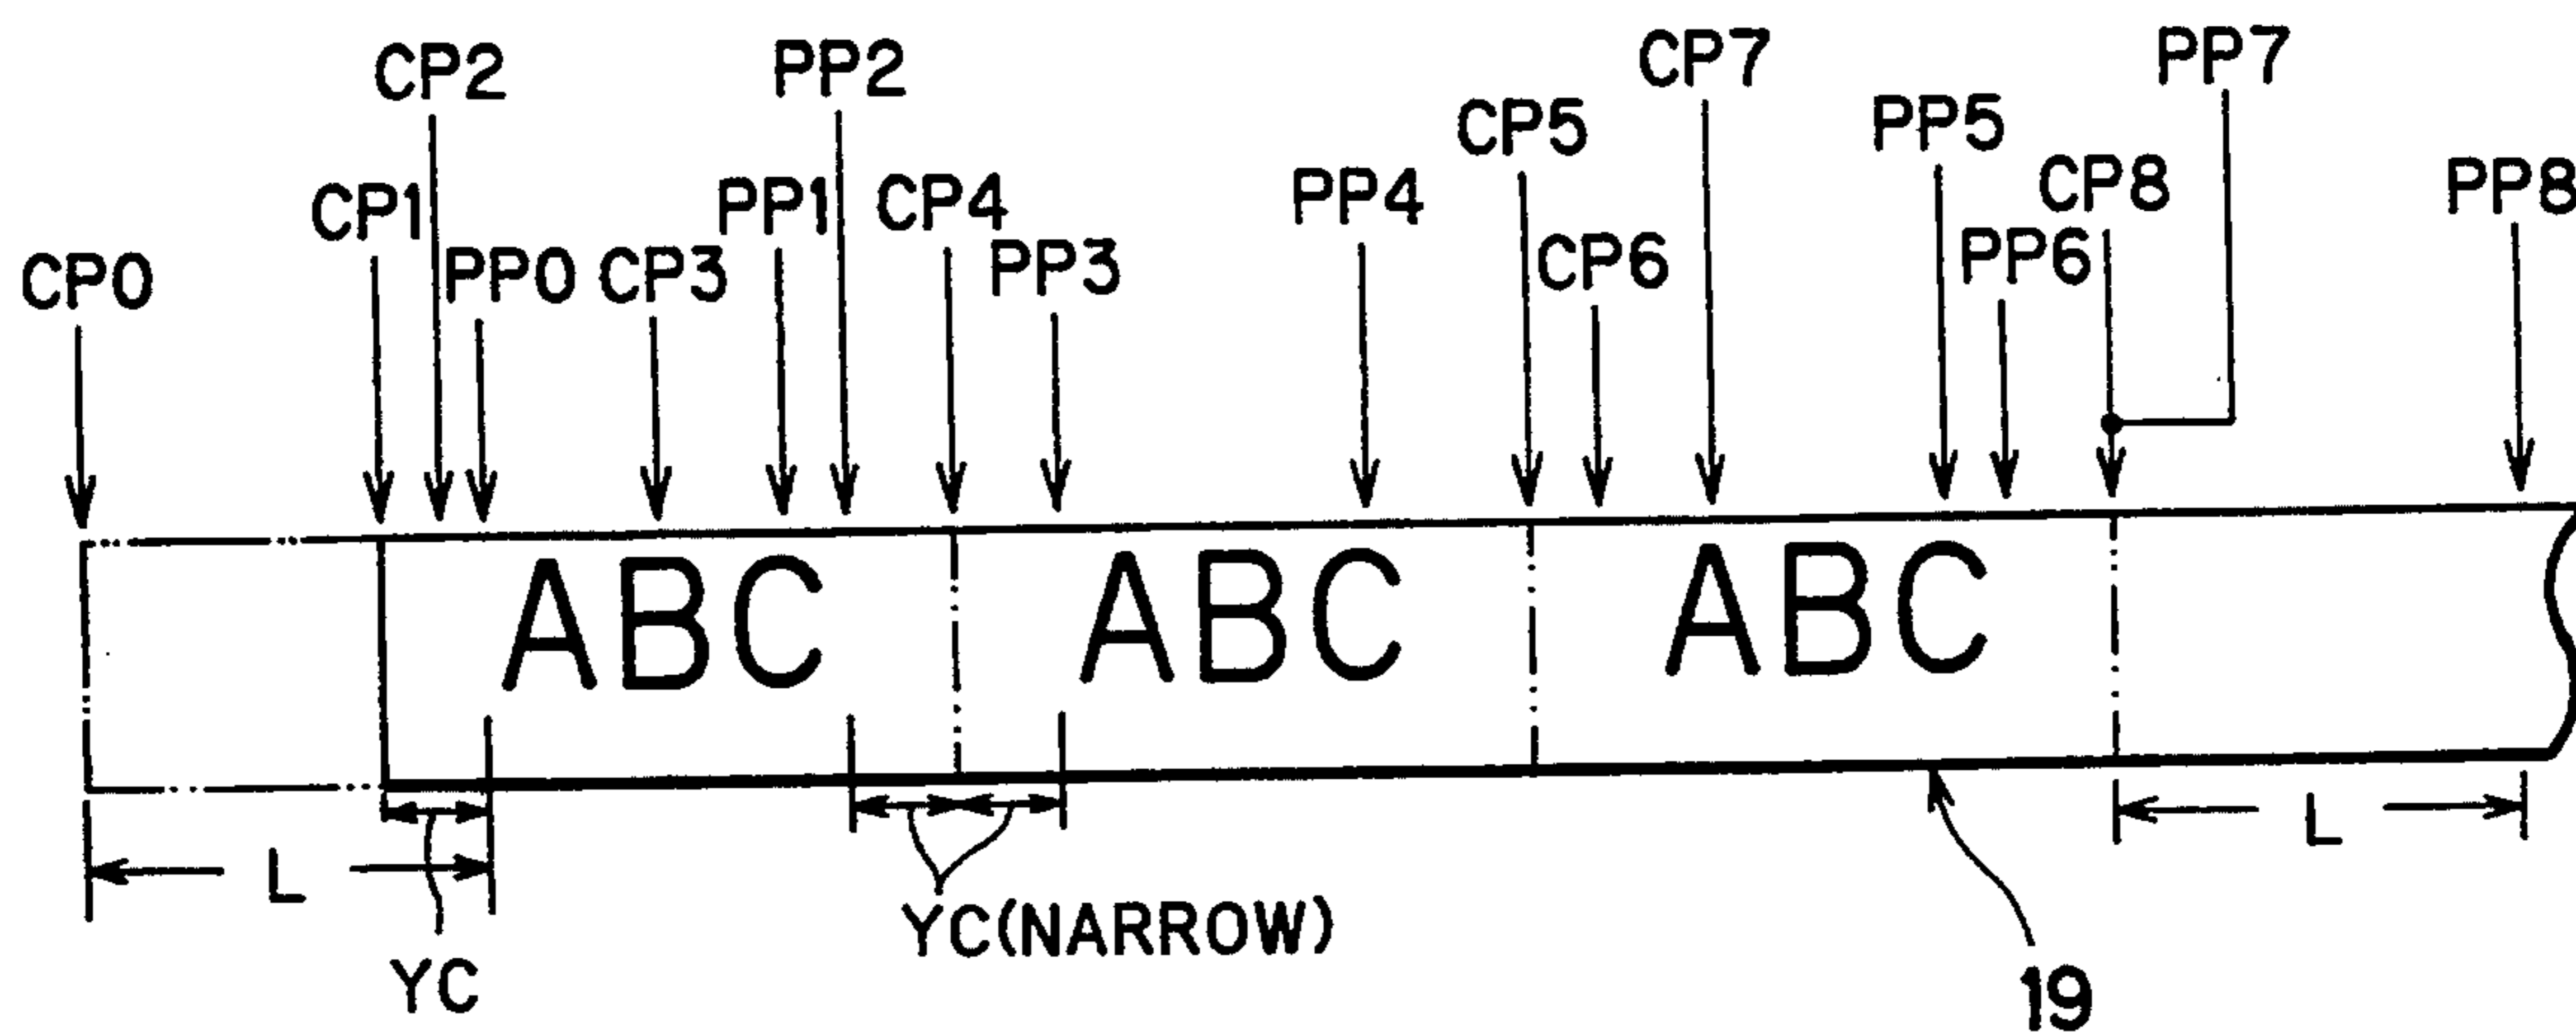 CP2 PP2 CP7 PP7
CP5 PP5
CP1 PP1 CP4 PP4 CP8 PP8
CP0 PP0 CP3 PP3 CP6 PP6
ABC ABC ABC
L L
YC YC(NARROW) 19